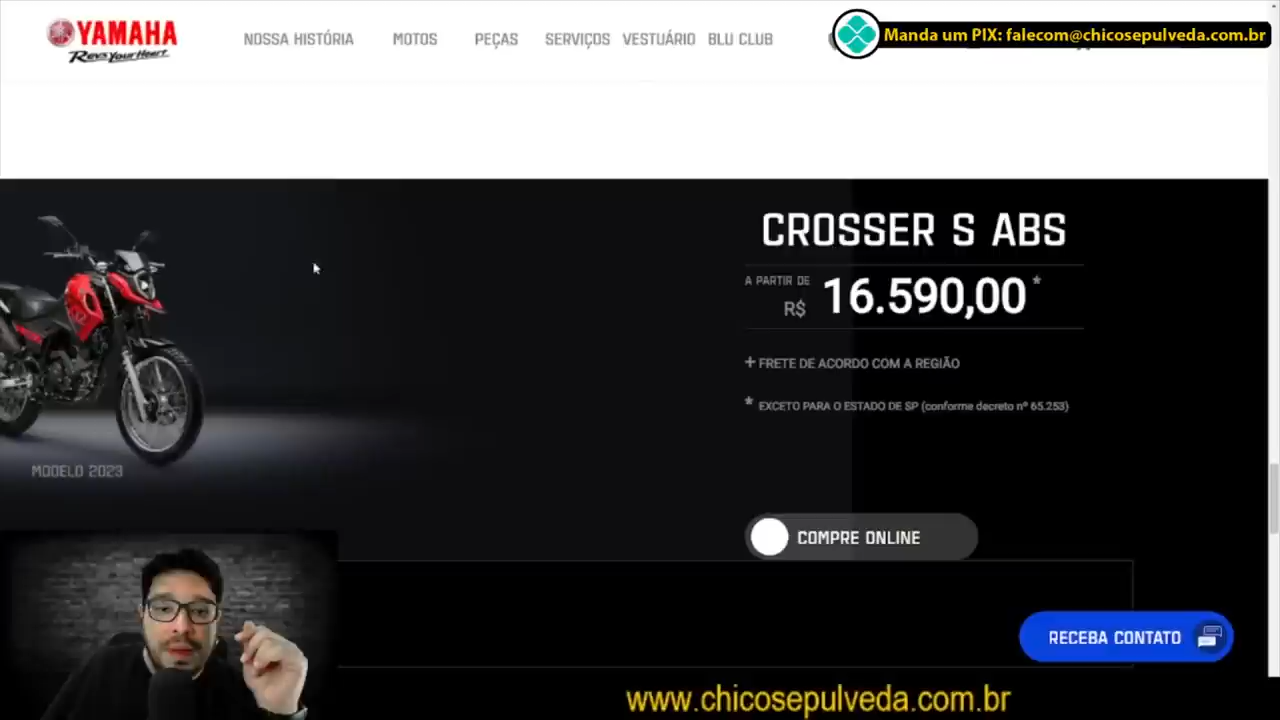 YAMAHA
Revs Your Heart
NOSSA HISTÓRIA
MOTOS
PEÇAS
SERVIÇOS
VESTUÁRIO
BLU CLUB
Manda um PIX: falecom@chicosepulveda.com.br
CROSSER S ABS
A PARTIR DE
R$ 16.590,00*
+ FRETE DE ACORDO COM A REGIÃO
* EXCETO PARA O ESTADO DE SP (conforme decreto nº 65.253)
MODELO 2023
COMPRE ONLINE
RECEBA CONTATO
www.chicosepulveda.com.br